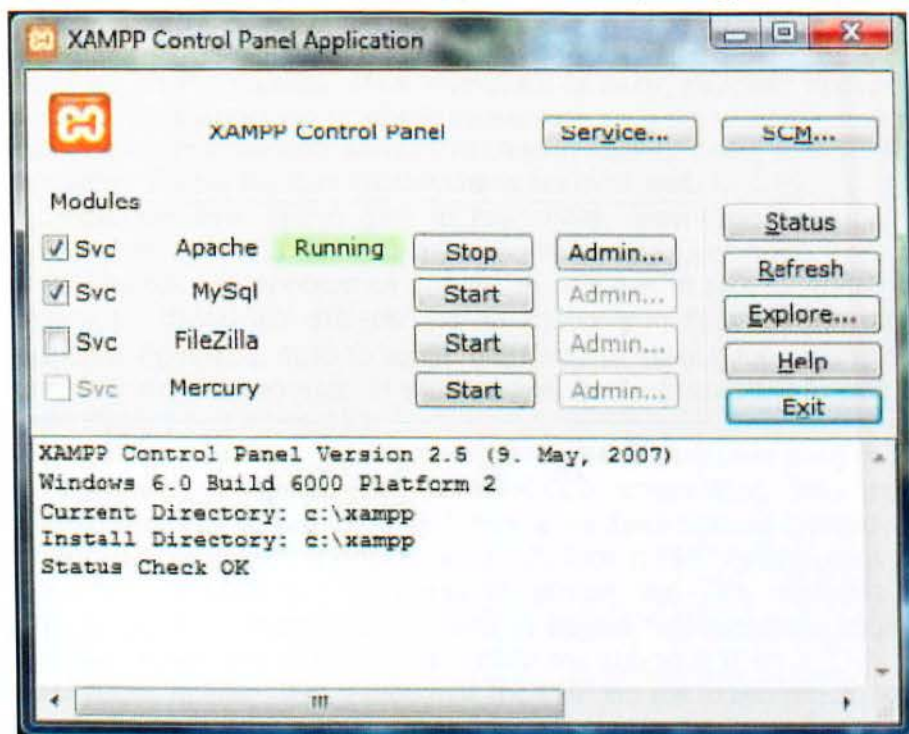 XAMPP Control Panel Application
XAMPP Control Panel Service... SCM...
Modules
Svc Apache Running Stop Admin...
Svc MySql Start Admin...
Svc FileZilla Start Admin...
Svc Mercury Start Admin...
Status
Refresh
Explore...
Help
Exit
XAMPP Control Panel Version 2.5 (9. May, 2007)
Windows 6.0 Build 6000 Platform 2
Current Directory: c:\xampp
Install Directory: c:\xampp
Status Check OK